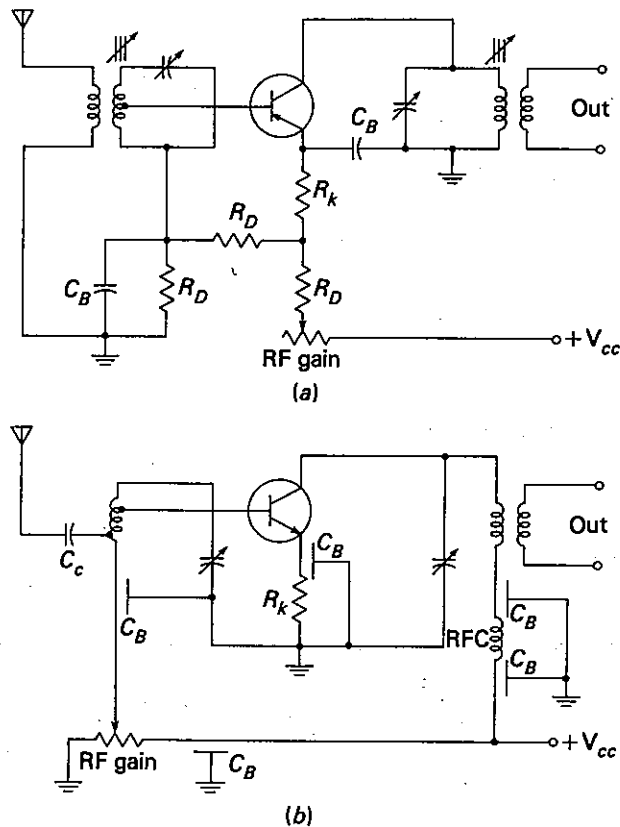 C_B
Out
R_k
R_D
C_B
R_D
R_D
RF gain
+V_cc
(a)
C_c
C_B
C_B
R_k
Out
C_B
RFC
C_B
RF gain
C_B
+V_cc
(b)